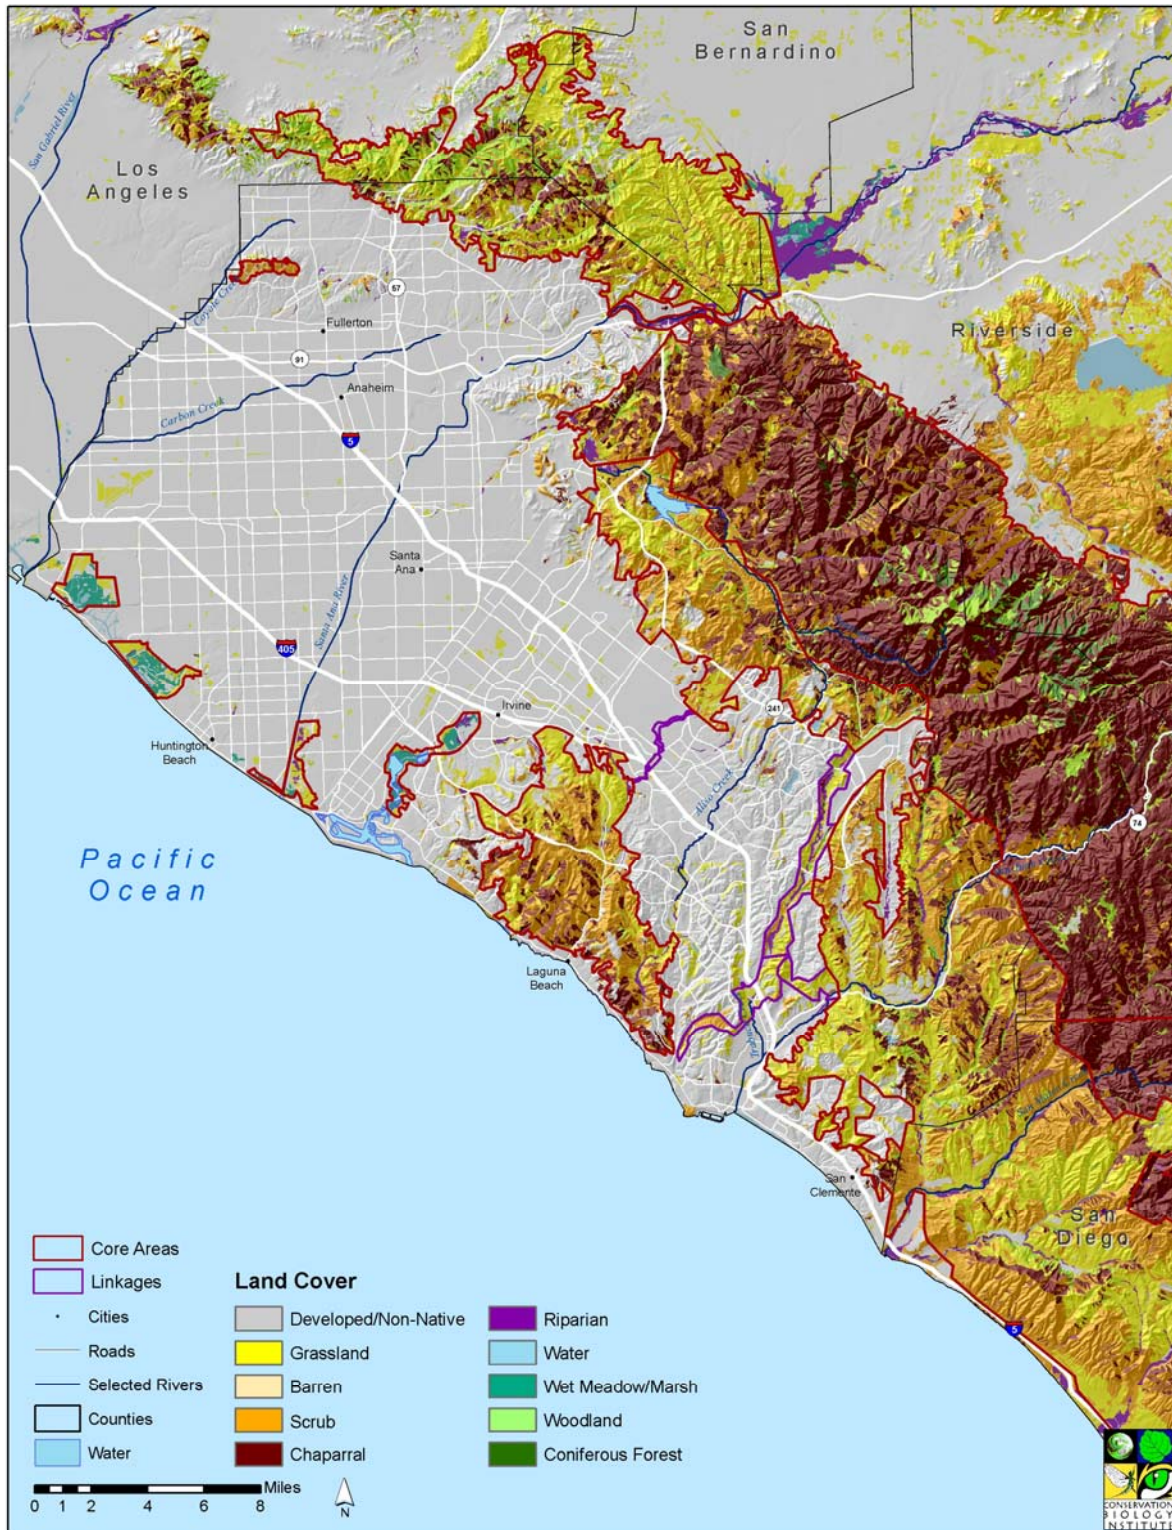 San
Bernardino
San Gabriel River
Los
Angeles
Coyote Creek
57
Fullerton
Riverside
91
Anaheim
Carbon Creek
5
Santa
Ana
Santa Ana River
405
Irvine
241
Huntington
Beach
Aliso Creek
74
Pacific
Ocean
Laguna
Beach
San
Clemente
San
Diego
5
Core Areas
Linkages
Cities
Roads
Selected Rivers
Counties
Water
Land Cover
Developed/Non-Native
Grassland
Barren
Scrub
Chaparral
Riparian
Water
Wet Meadow/Marsh
Woodland
Coniferous Forest
Miles
0 1 2 4 6 8
N
CONSERVATION
BIOLOGY
INSTITUTE